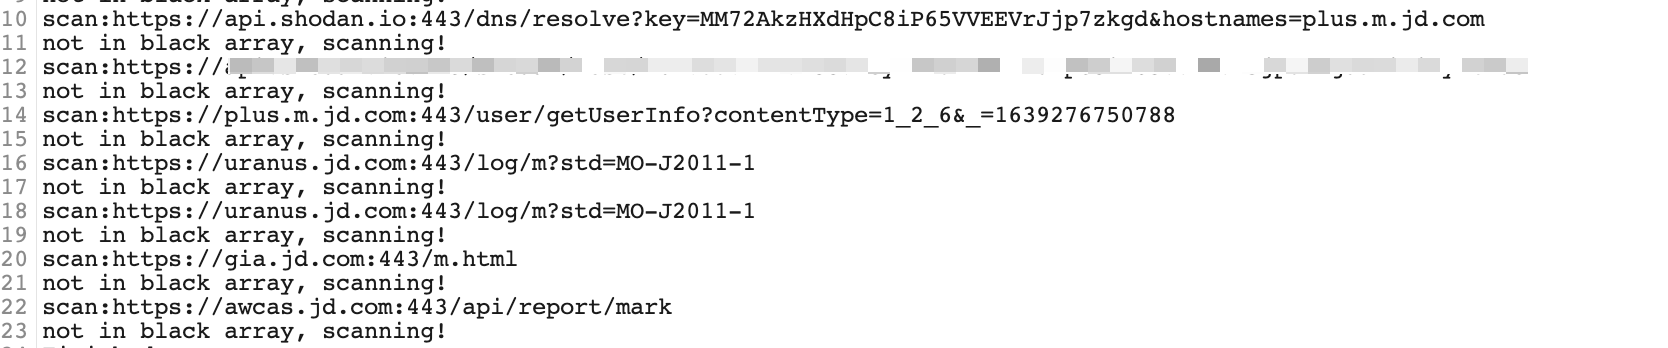 10 scan:https://api.shodan.io:443/dns/resolve?key=MM72AkzHXdHpC8iP65VVEEVrJjp7zkgd&hostnames=plus.m.jd.com
11 not in black array, scanning!
12 scan:https://
13 not in black array, scanning!
14 scan:https://plus.m.jd.com:443/user/getUserInfo?contentType=1_2_6&_=1639276750788
15 not in black array, scanning!
16 scan:https://uranus.jd.com:443/log/m?std=MO-J2011-1
17 not in black array, scanning!
18 scan:https://uranus.jd.com:443/log/m?std=MO-J2011-1
19 not in black array, scanning!
20 scan:https://gia.jd.com:443/m.html
21 not in black array, scanning!
22 scan:https://awcas.jd.com:443/api/report/mark
23 not in black array, scanning!